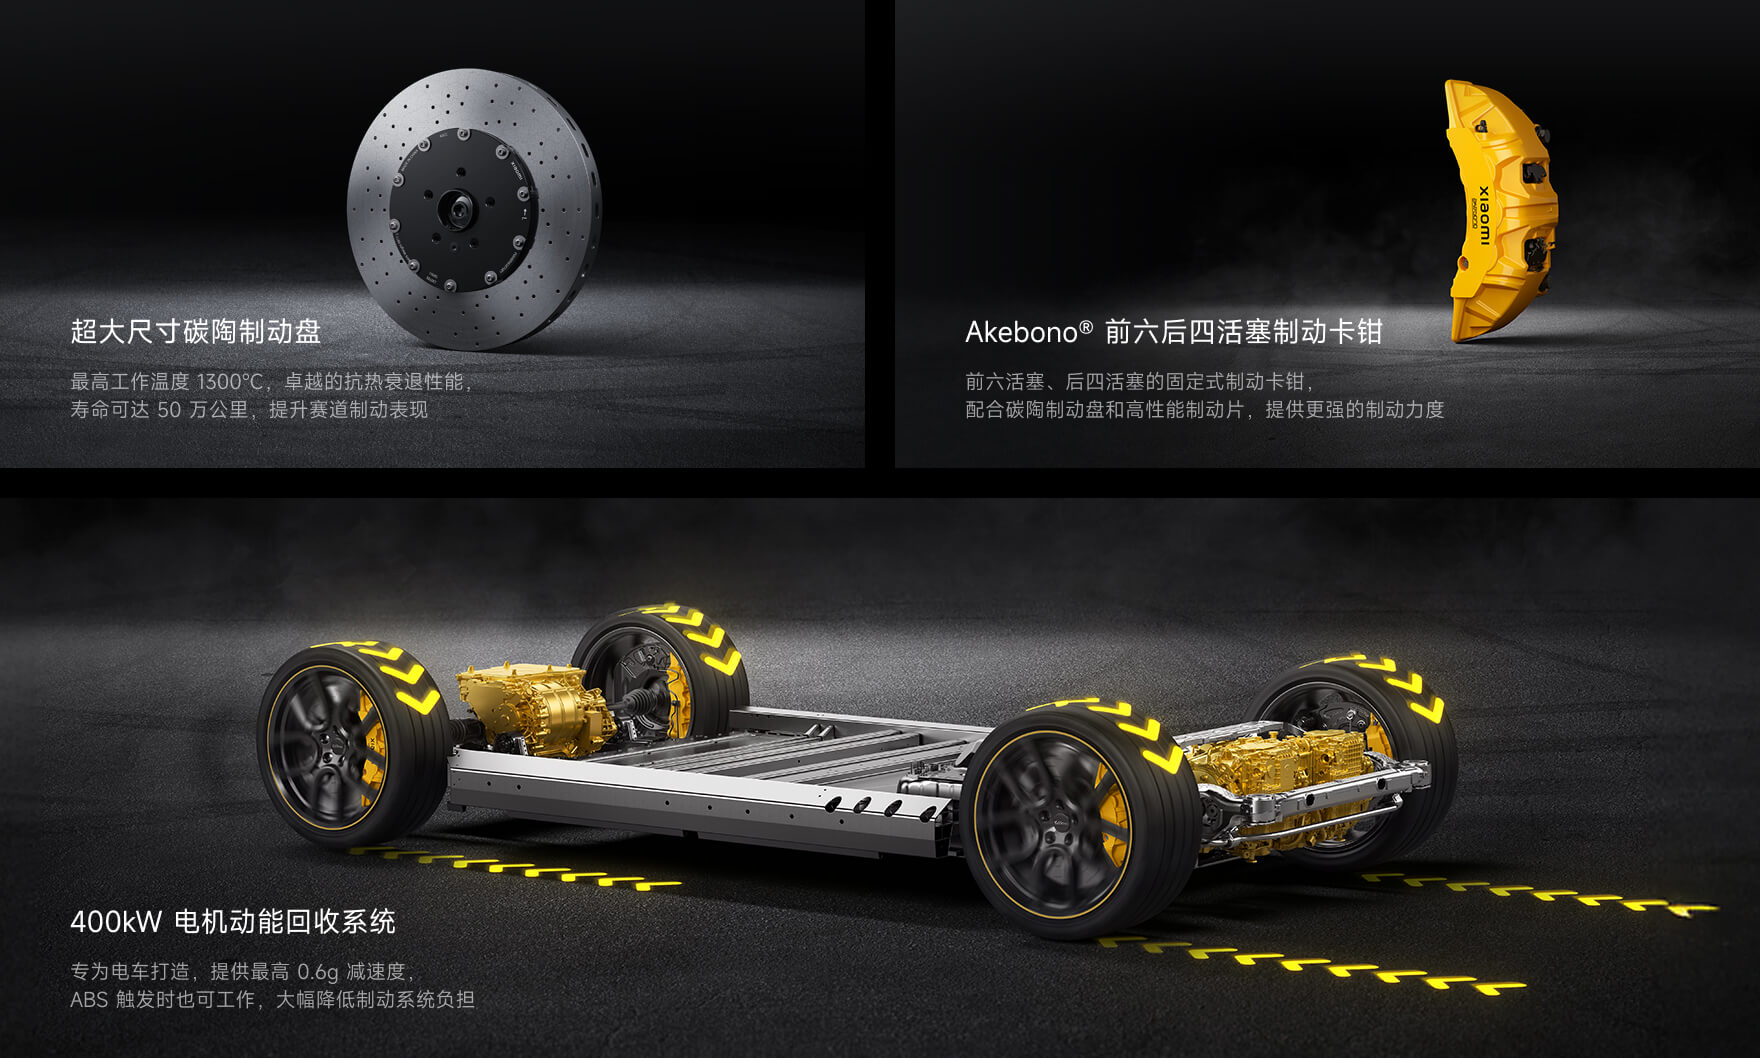 超大尺寸碳陶制动盘
最高工作温度 1300℃，卓越的抗热衰退性能，
寿命可达 50 万公里，提升赛道制动表现
xiaomi
Akebono® 前六后四活塞制动卡钳
前六活塞、后四活塞的固定式制动卡钳，
配合碳陶制动盘和高性能制动片，提供更强的制动力度
400kW 电机动能回收系统
专为电车打造，提供最高 0.6g 减速度，
ABS 触发时也可工作，大幅降低制动系统负担